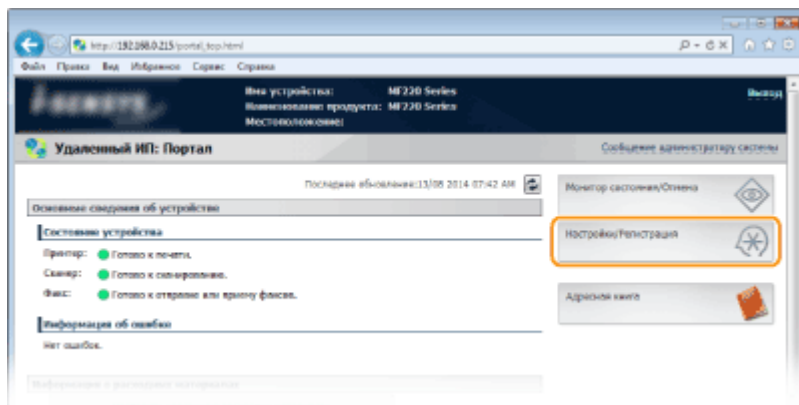 http://192.168.0.215/portal_top.html
Файл Правка Вид Избранное Сервис Справка
Имя устройства: MF220 Series
Наименование продукта: MF220 Series
Местоположение:
Выход
Удаленный ИП: Портал
Сообщение администратору системы
Последнее обновление:13/08 2014 07:42 AM
Монитор состояния/Отмена
Основные сведения об устройстве
Состояние устройства
Настройки/Регистрация
Принтер: Готово к печати.
Сканер: Готово к сканированию.
Факс: Готово к отправке или приему факсов.
Адресная книга
Информация об ошибке
Нет ошибок.
Информация о расходных материалах